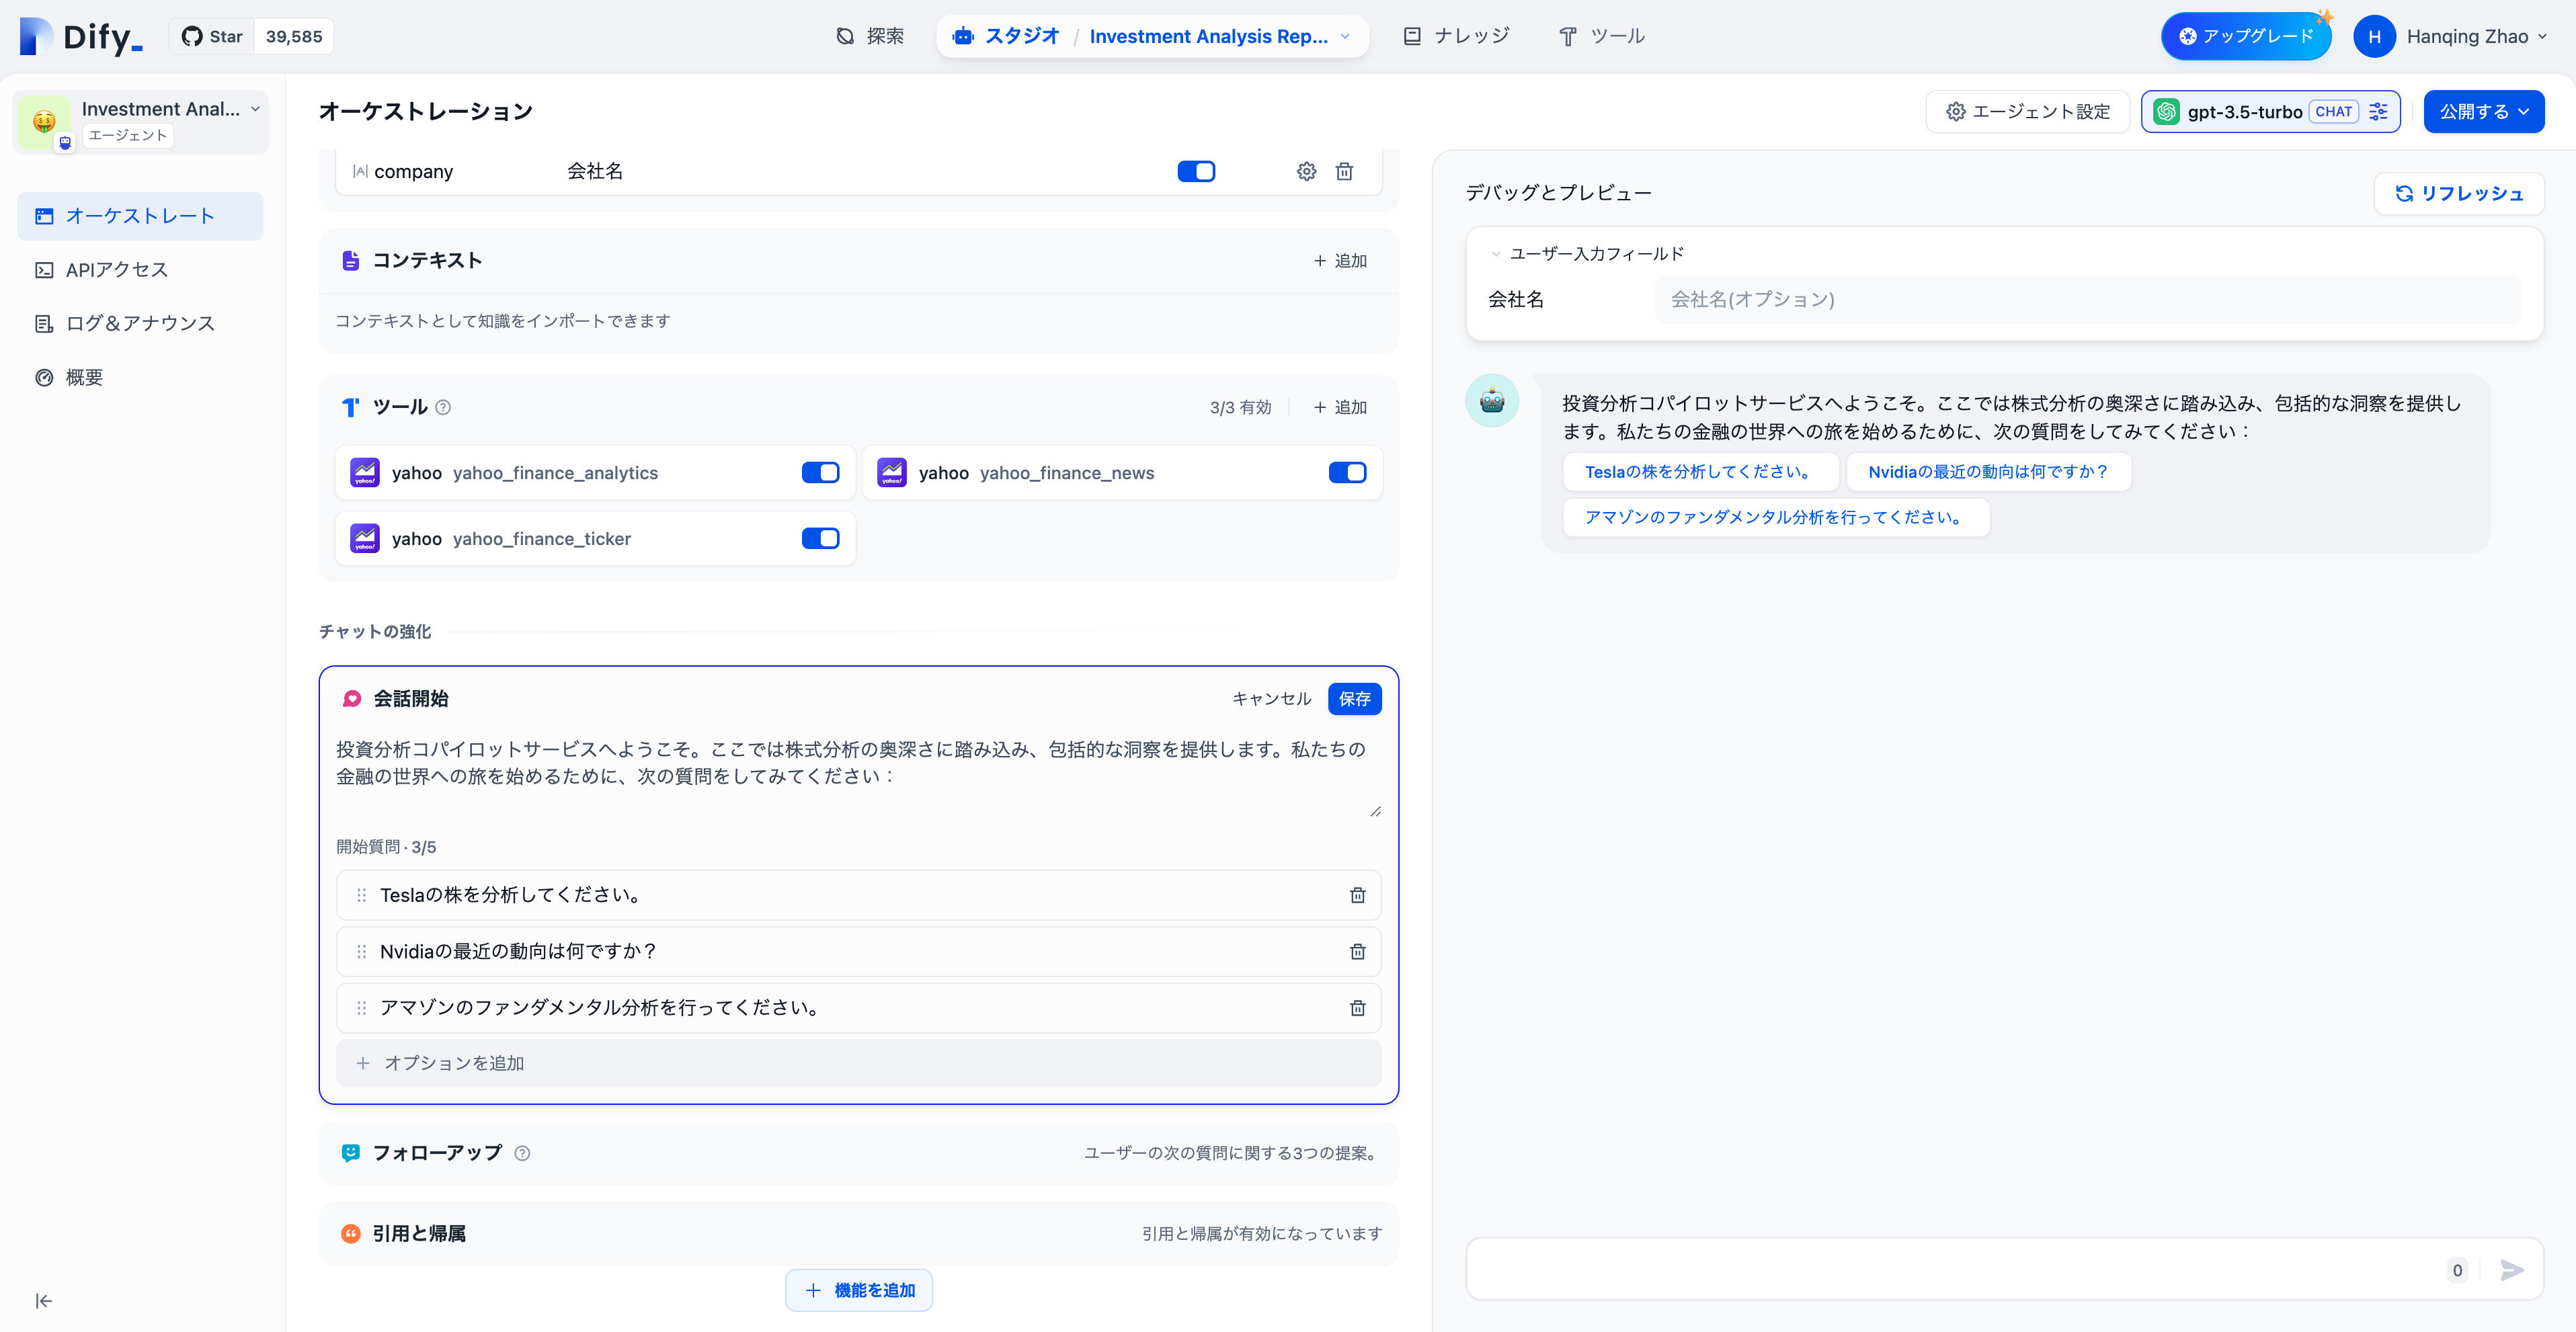 Dify_
Star 39,585
探索
スタジオ / Investment Analysis Rep...
ナレッジ
ツール
アップグレード
H Hanqing Zhao
Investment Anal...
エージェント
オーケストレート
APIアクセス
ログ＆アナウンス
概要
オーケストレーション
エージェント設定
gpt-3.5-turbo CHAT
公開する
company 会社名
コンテキスト
+ 追加
コンテキストとして知識をインポートできます
ツール
3/3 有効
+ 追加
yahoo yahoo_finance_analytics
yahoo yahoo_finance_news
yahoo yahoo_finance_ticker
チャットの強化
会話開始
キャンセル
保存
投資分析コパイロットサービスへようこそ。ここでは株式分析の奥深さに踏み込み、包括的な洞察を提供します。私たちの
金融の世界への旅を始めるために、次の質問をしてみてください：
開始質問 · 3/5
Teslaの株を分析してください。
Nvidiaの最近の動向は何ですか？
アマゾンのファンダメンタル分析を行ってください。
+ オプションを追加
フォローアップ
ユーザーの次の質問に関する3つの提案。
引用と帰属
引用と帰属が有効になっています
+ 機能を追加
デバッグとプレビュー
リフレッシュ
ユーザー入力フィールド
会社名 会社名(オプション)
投資分析コパイロットサービスへようこそ。ここでは株式分析の奥深さに踏み込み、包括的な洞察を提供し
ます。私たちの金融の世界への旅を始めるために、次の質問をしてみてください：
Teslaの株を分析してください。
Nvidiaの最近の動向は何ですか？
アマゾンのファンダメンタル分析を行ってください。
0